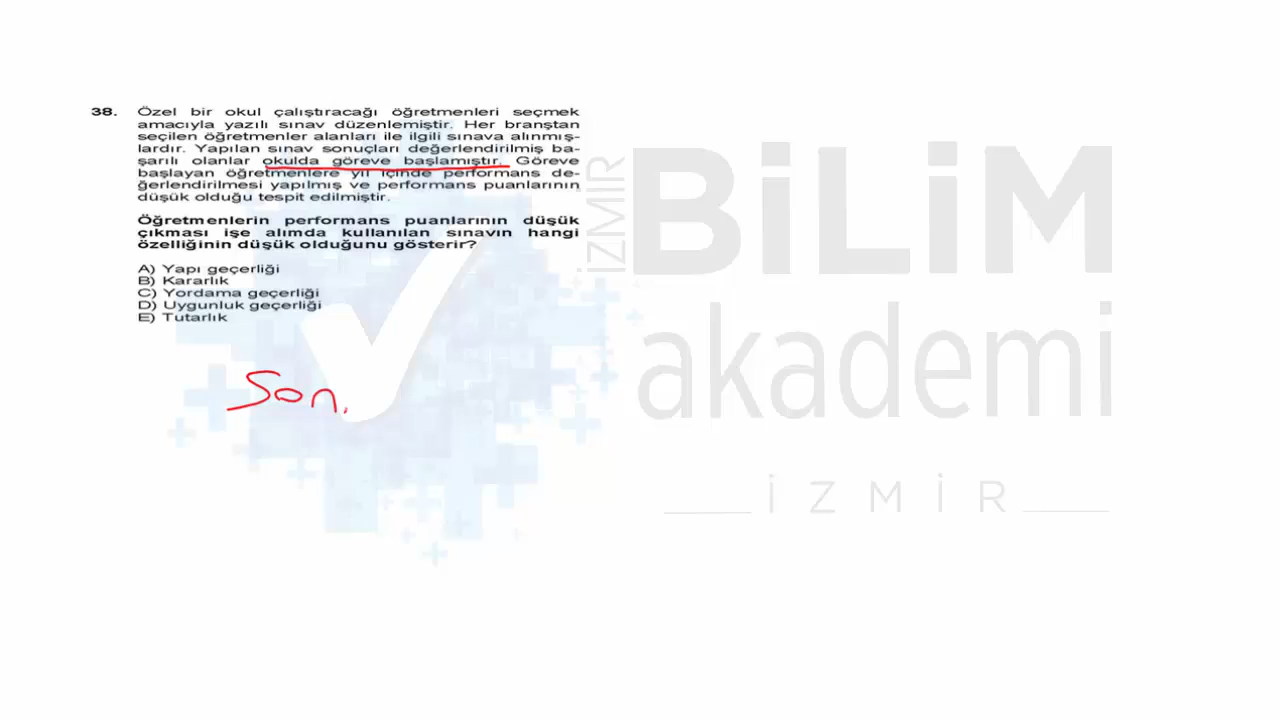 38. Özel bir okul çalıştıracağı öğretmenleri seçmek
amacıyla yazılı sınav düzenlemiştir. Her branştan
seçilen öğretmenler alanları ile ilgili sınava alınmış-
lardır. Yapılan sınav sonuçları değerlendirilmiş ba-
şarılı olanlar okulda göreve başlamıştır. Göreve
başlayan öğretmenlere yıl içinde performans de-
ğerlendirilmesi yapılmış ve performans puanlarının
düşük olduğu tespit edilmiştir.
Öğretmenlerin performans puanlarının düşük
çıkması işe alımda kullanılan sınavın hangi
özelliğinin düşük olduğunu gösterir?
A) Yapı geçerliği
B) Kararlık
C) Yordama geçerliği
D) Uygunluk geçerliği
E) Tutarlık
Son.
İZMİR
BİLİM
akademi
İZMİR